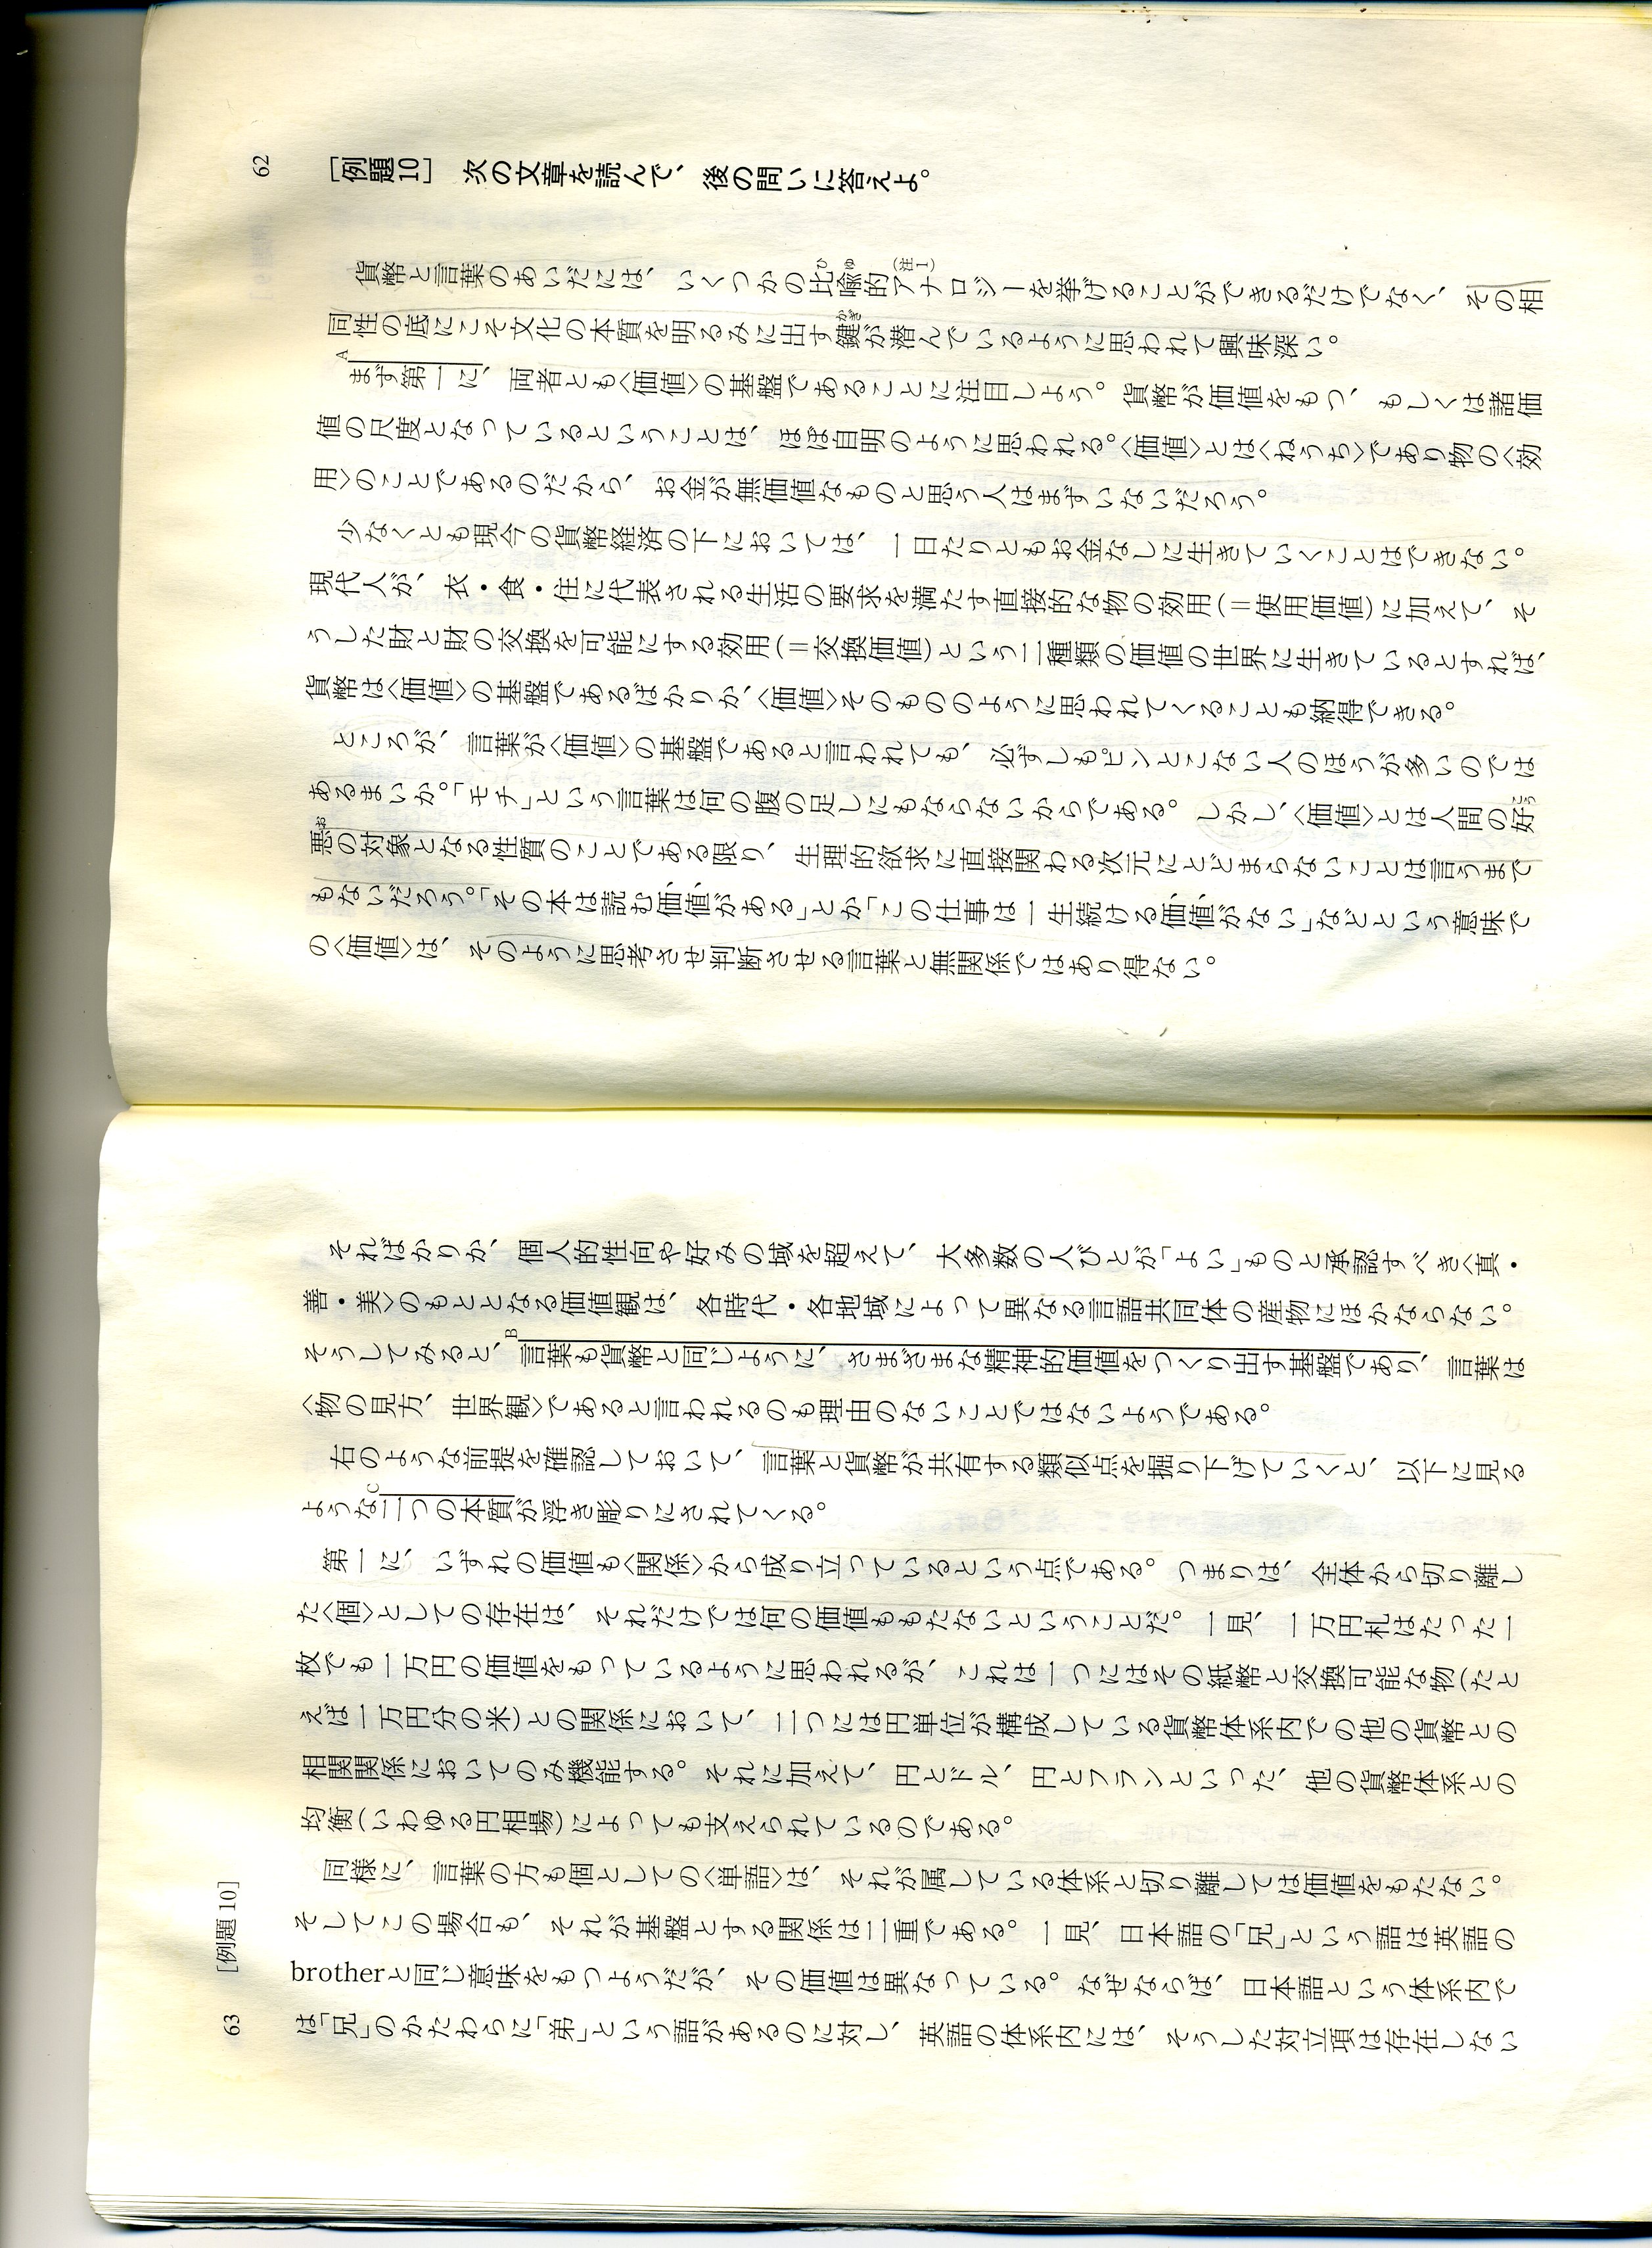 62
[例題10]　次の文章を読んで、後の問いに答えよ。
貨幣と言葉のあいだには、いくつかの比喩的アナロジーを挙げることができるだけでなく、その相
ひゆ
(注1)
同性の底にこそ文化の本質を明るみに出す鍵が潜んでいるように思われて興味深い。
かぎ
A
まず第一に、両者とも〈価値〉の基盤であることに注目しよう。貨幣が価値をもつ、もしくは諸価
値の尺度となっているということは、ほぼ自明のように思われる。〈価値〉とは〈ねうち〉であり物の〈効
用〉のことであるのだから、お金が無価値なものと思う人はまずいないだろう。
少なくとも現今の貨幣経済の下においては、一日たりともお金なしに生きていくことはできない。
現代人が、衣・食・住に代表される生活の要求を満たす直接的な物の効用(＝使用価値)に加えて、そ
うした財と財の交換を可能にする効用(＝交換価値)という二種類の価値の世界に生きているとすれば、
貨幣は〈価値〉の基盤であるばかりか、〈価値〉そのもののように思われてくることも納得できる。
ところが、言葉が〈価値〉の基盤であると言われても、必ずしもピンとこない人のほうが多いのでは
あるまいか。「モチ」という言葉は何の腹の足しにもならないからである。しかし、〈価値〉とは人間の好
こう
悪の対象となる性質のことである限り、生理的欲求に直接関わる次元にとどまらないことは言うまで
お
もないだろう。「その本は読む価値がある」とか「この仕事は一生続ける価値がない」などという意味で
の〈価値〉は、そのように思考させ判断させる言葉と無関係ではあり得ない。
そればかりか、個人的性向や好みの域を超えて、大多数の人びとが「よい」ものと承認すべき〈真・
善・美〉のもととなる価値観は、各時代・各地域によって異なる言語共同体の産物にほかならない。
そうしてみると、言葉も貨幣と同じように、さまざまな精神的価値をつくり出す基盤であり、言葉は
B
〈物の見方、世界観〉であると言われるのも理由のないことではないようである。
右のような前提を確認しておいて、言葉と貨幣が共有する類似点を掘り下げていくと、以下に見る
ような二つの本質が浮き彫りにされてくる。
C
第一に、いずれの価値も〈関係〉から成り立っているという点である。つまりは、全体から切り離し
た〈個〉としての存在は、それだけでは何の価値ももたないということだ。一見、一万円札はたった一
枚でも一万円の価値をもっているように思われるが、これは一つにはその紙幣と交換可能な物(たと
えば一万円分の米)との関係において、二つには円単位が構成している貨幣体系内での他の貨幣との
相関関係においてのみ機能する。それに加えて、円とドル、円とフランといった、他の貨幣体系との
均衡(いわゆる円相場)によっても支えられているのである。
同様に、言葉の方も個としての〈単語〉は、それが属している体系と切り離しては価値をもたない。
そしてこの場合も、それが基盤とする関係は二重である。一見、日本語の「兄」という語は英語の
brotherと同じ意味をもつようだが、その価値は異なっている。なぜならば、日本語という体系内で
は「兄」のかたわらに「弟」という語があるのに対し、英語の体系内には、そうした対立項は存在しない
63　[例題 10]